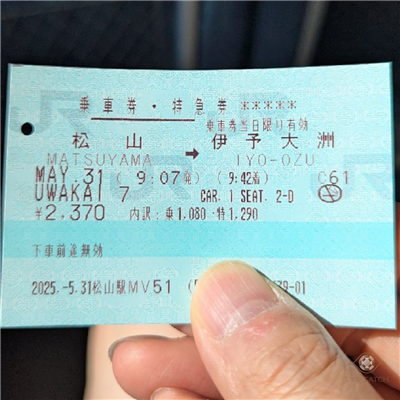 乗車券・特急券 *****
乗車券当日限り有効
松山 → 伊予大洲
MATSUYAMA IYO-OZU
MAY.31 ( 9:07発) (9:42着) C61
UWAKAI 7 CAR. 1 SEAT. 2-D
¥2,370 内訳:乗1,080・特1,290
下車前途無効
2025.-5.31松山駅MV51 ( 79-01